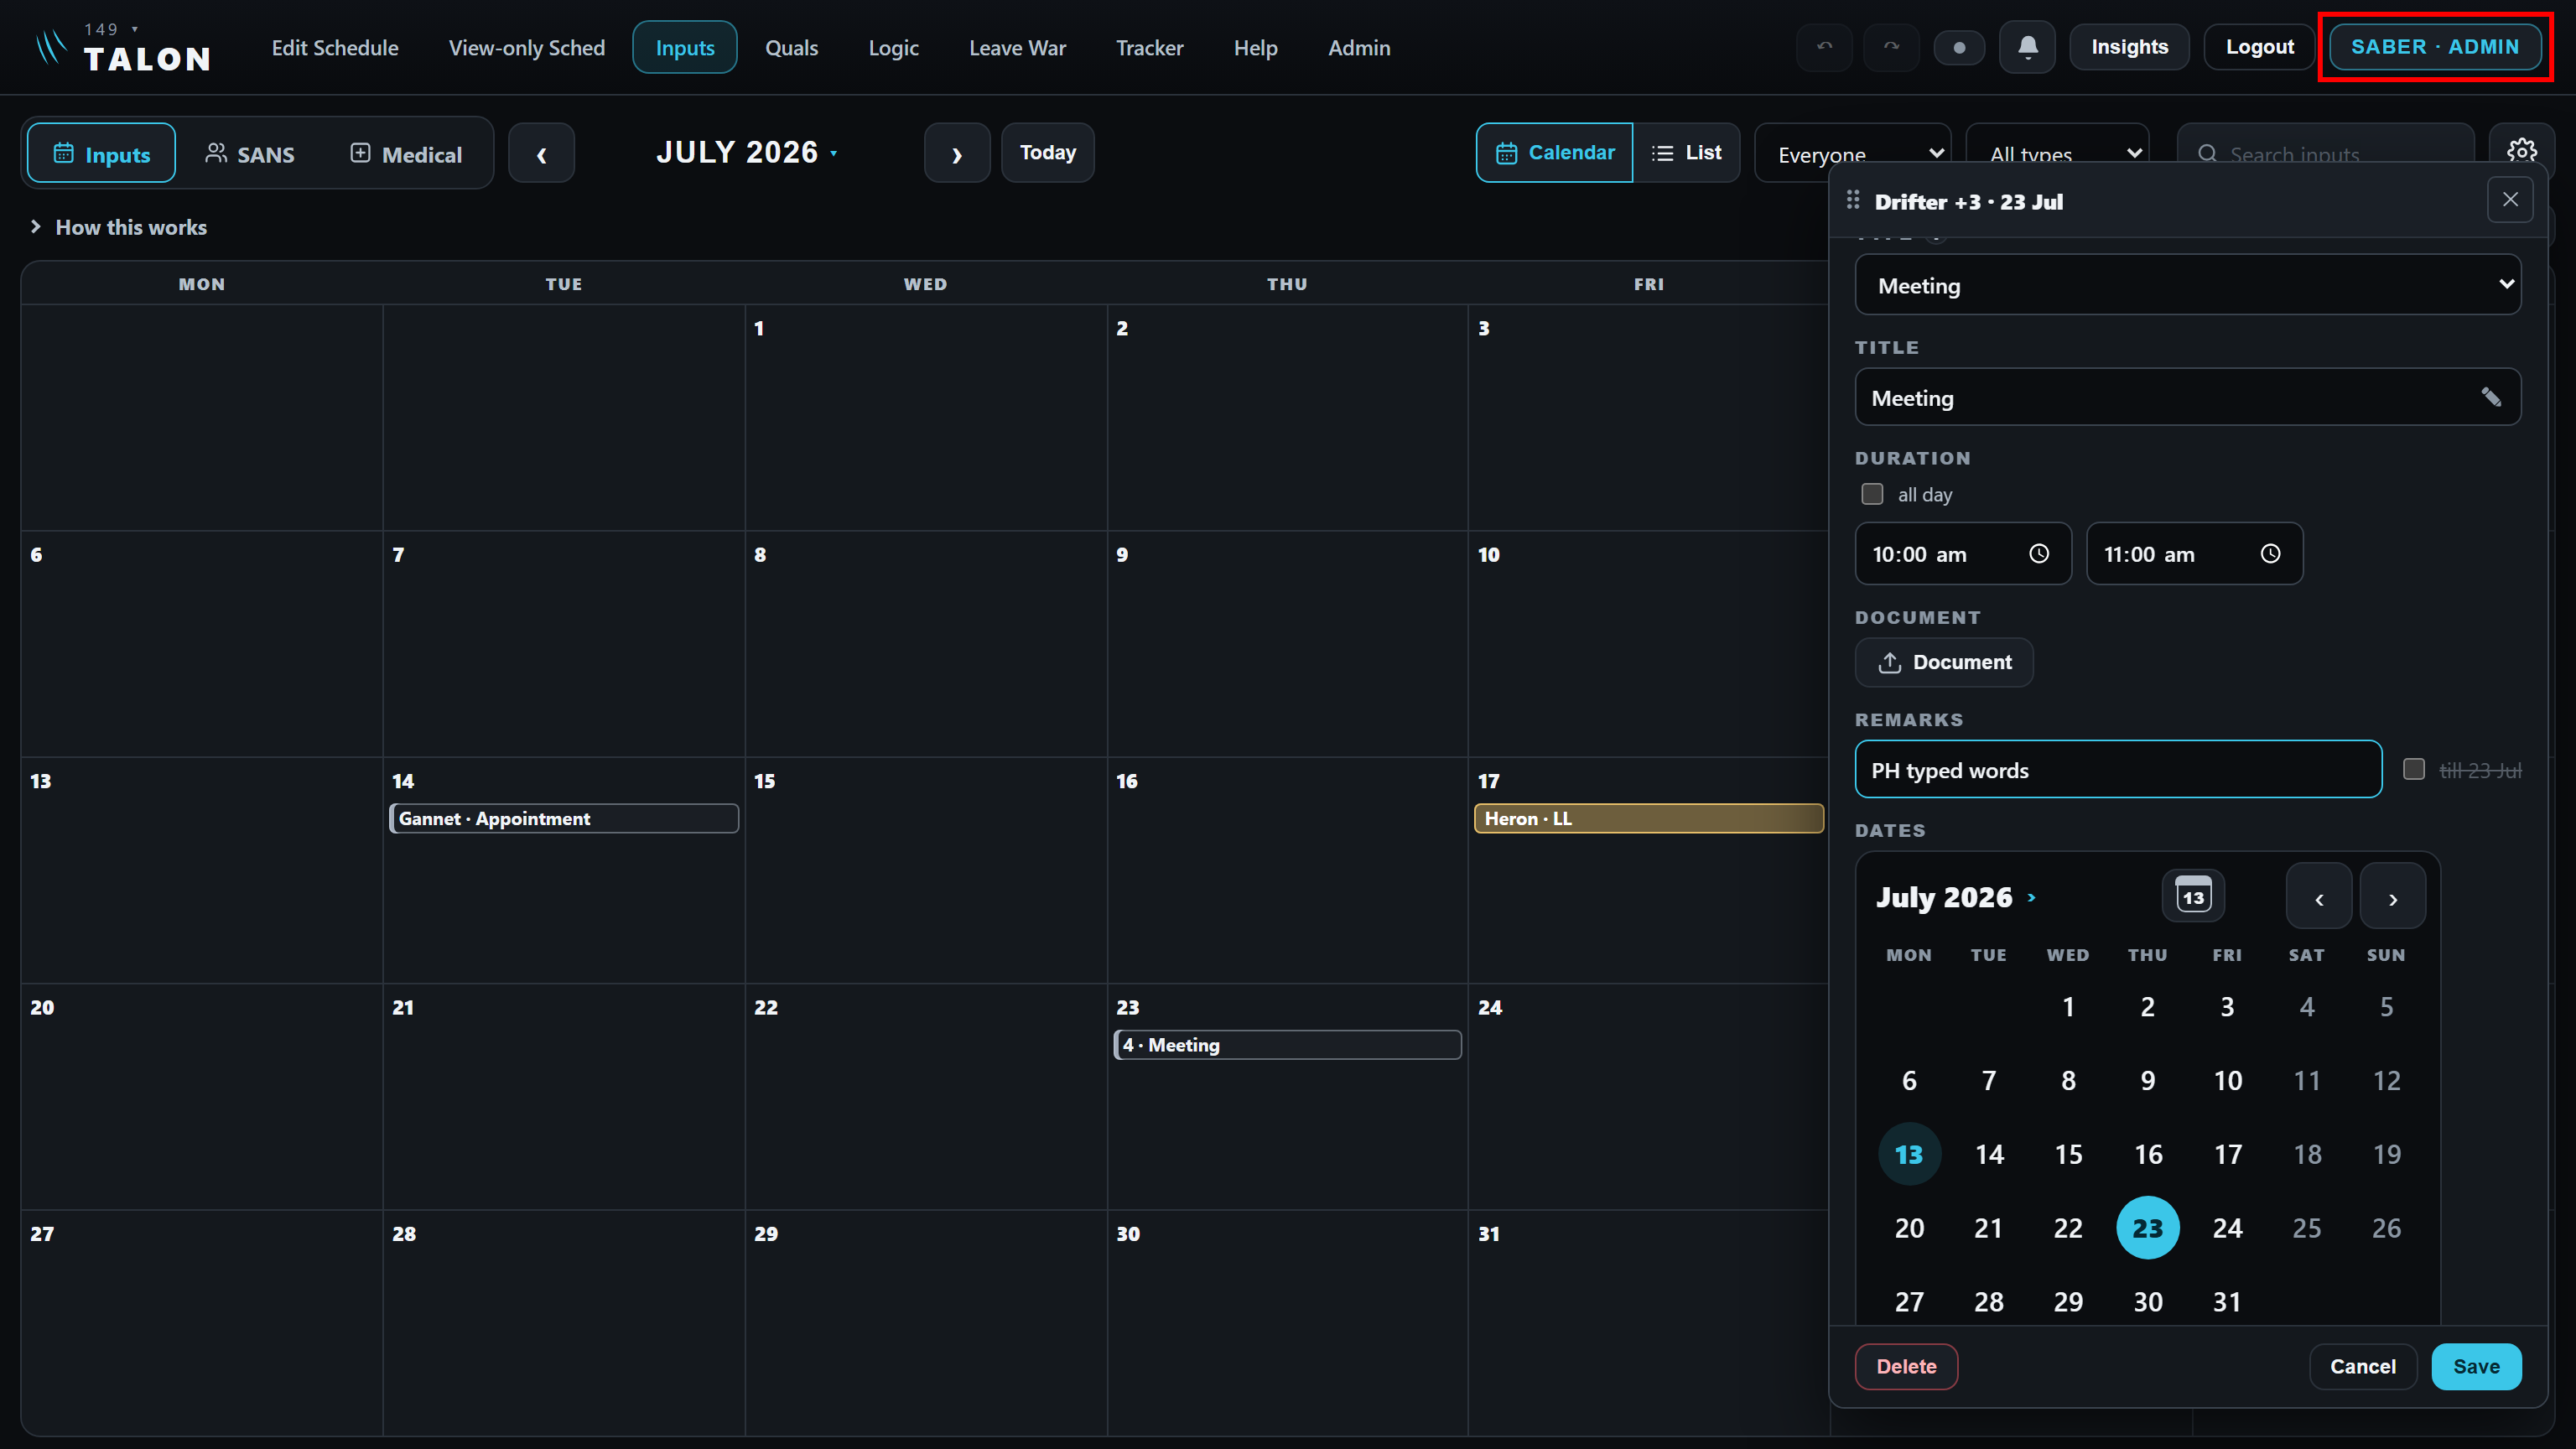 149
TALON
Edit Schedule
View-only Sched
Inputs
Quals
Logic
Leave War
Tracker
Help
Admin
Insights
Logout
SABER · ADMIN
Inputs
SANS
Medical
JULY 2026
Today
Calendar
List
Everyone
All types
Search inputs
How this works
MON TUE WED THU FRI
1 2 3
6 7 8 9 10
13 14 15 16 17
Gannet · Appointment
Heron · LL
20 21 22 23 24
4 · Meeting
27 28 29 30 31
Drifter +3 · 23 Jul
Meeting
TITLE
Meeting
DURATION
all day
10:00 am
11:00 am
DOCUMENT
Document
REMARKS
PH typed words
till 23 Jul
DATES
July 2026
13
MON TUE WED THU FRI SAT SUN
1 2 3 4 5
6 7 8 9 10 11 12
13 14 15 16 17 18 19
20 21 22 23 24 25 26
27 28 29 30 31
Delete
Cancel
Save